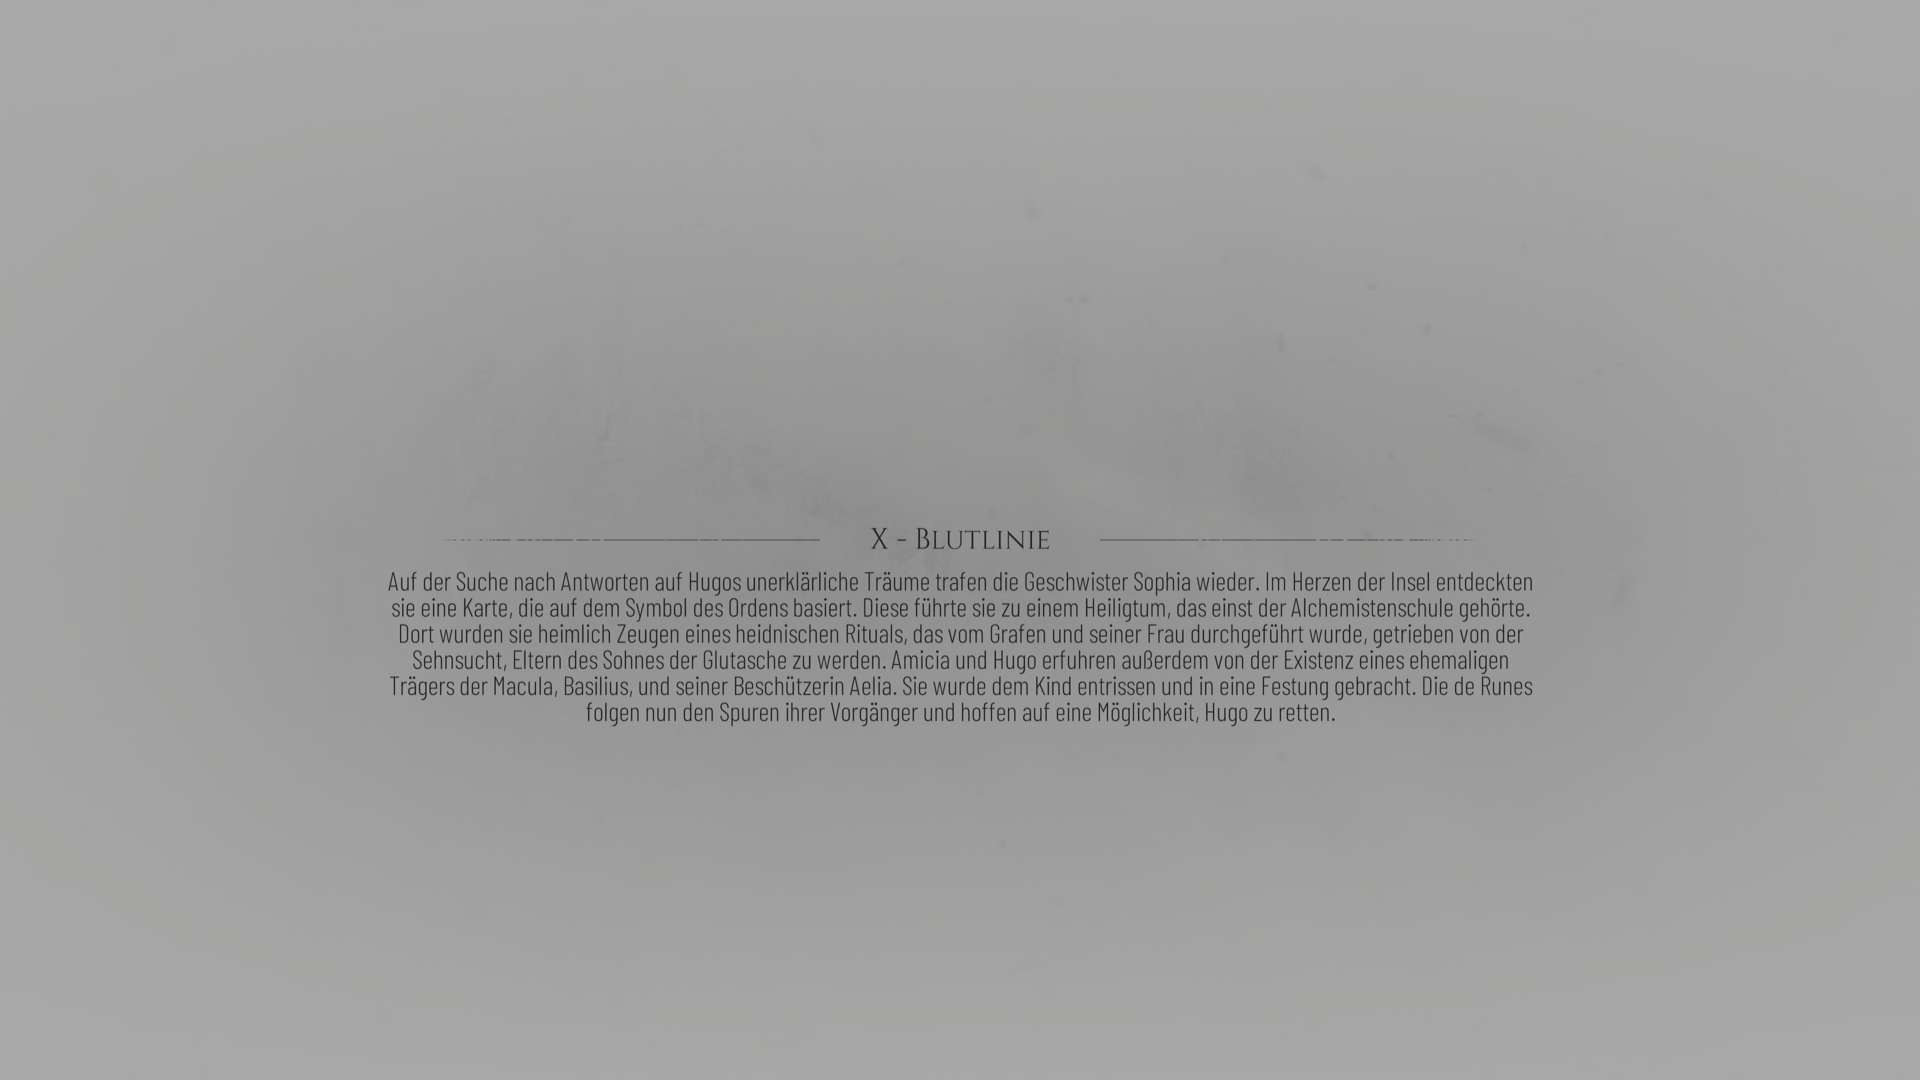 X - Blutlinie
Auf der Suche nach Antworten auf Hugos unerklärliche Träume trafen die Geschwister Sophia wieder. Im Herzen der Insel entdeckten
sie eine Karte, die auf dem Symbol des Ordens basiert. Diese führte sie zu einem Heiligtum, das einst der Alchemistenschule gehörte.
Dort wurden sie heimlich Zeugen eines heidnischen Rituals, das vom Grafen und seiner Frau durchgeführt wurde, getrieben von der
Sehnsucht, Eltern des Sohnes der Glutasche zu werden. Amicia und Hugo erfuhren außerdem von der Existenz eines ehemaligen
Trägers der Macula, Basilius, und seiner Beschützerin Aelia. Sie wurde dem Kind entrissen und in eine Festung gebracht. Die de Runes
folgen nun den Spuren ihrer Vorgänger und hoffen auf eine Möglichkeit, Hugo zu retten.